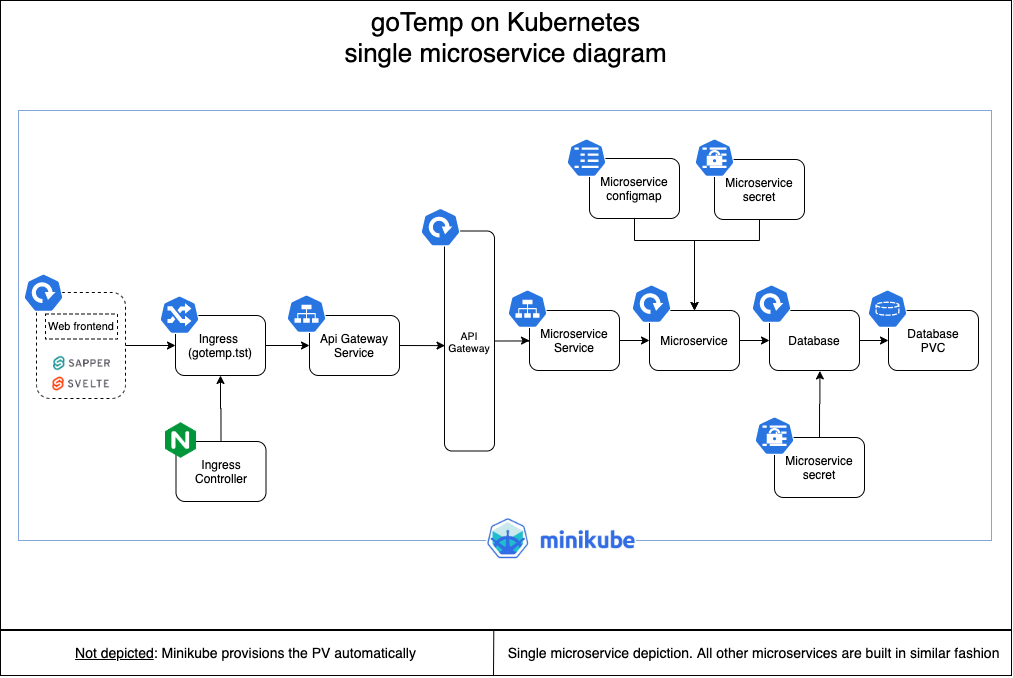 goTemp on Kubernetes
single microservice diagram
Microservice
configmap
Microservice
secret
Web frontend
SAPPER
SVELTE
Ingress
(gotemp.tst)
Api Gateway
Service
API
Gateway
Microservice
Service
Microservice
Database
Database
PVC
N
Ingress
Controller
Microservice
secret
minikube
Not depicted: Minikube provisions the PV automatically
Single microservice depiction. All other microservices are built in similar fashion